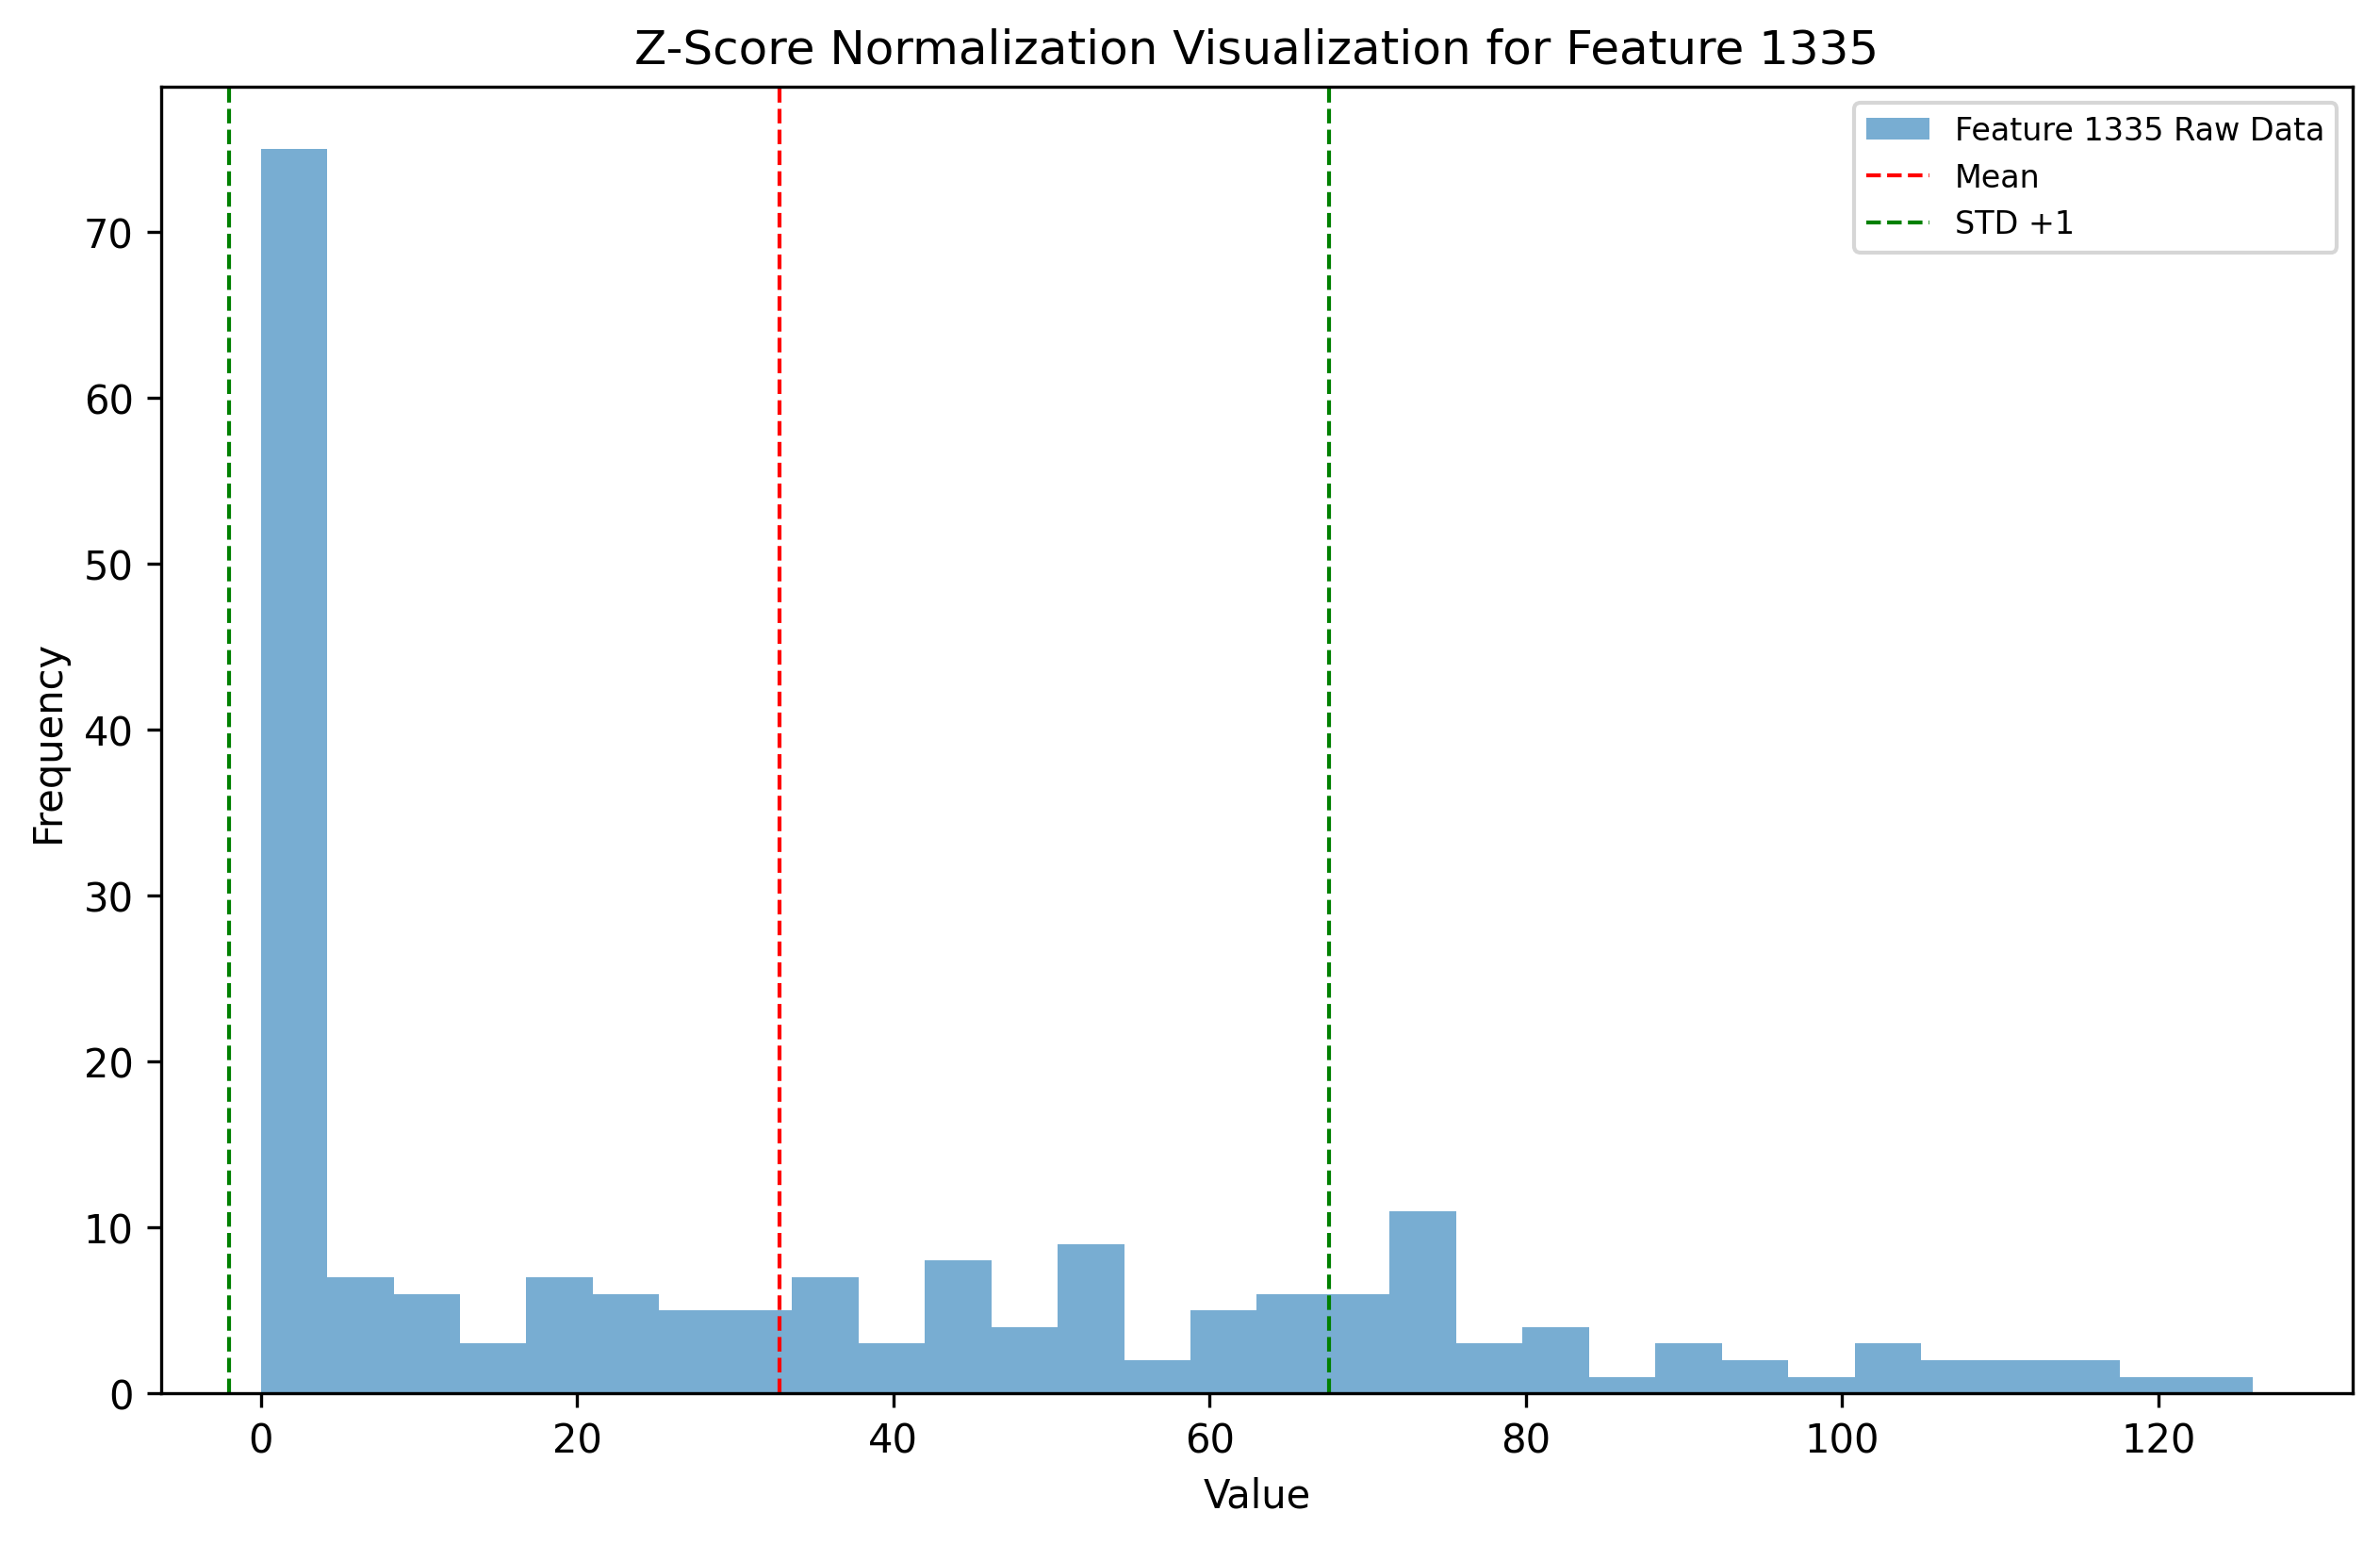 Z-Score Normalization Visualization for Feature 1335
Feature 1335 Raw Data
Mean
STD +1
Frequency
70
60
50
40
30
20
10
0
0 20 40 60 80 100 120
Value